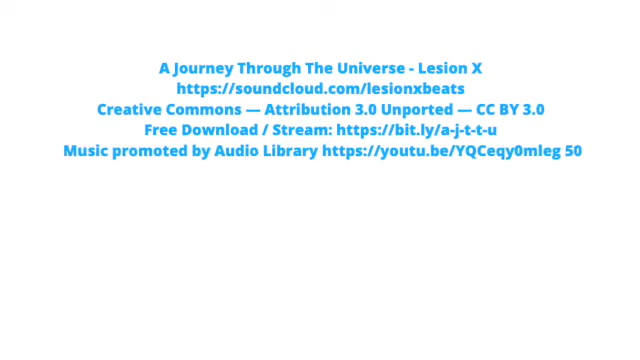 A Journey Through The Universe - Lesion X
https://soundcloud.com/lesionxbeats
Creative Commons — Attribution 3.0 Unported — CC BY 3.0
Free Download / Stream: https://bit.ly/a-j-t-t-u
Music promoted by Audio Library https://youtu.be/YQCeqy0mleg 50